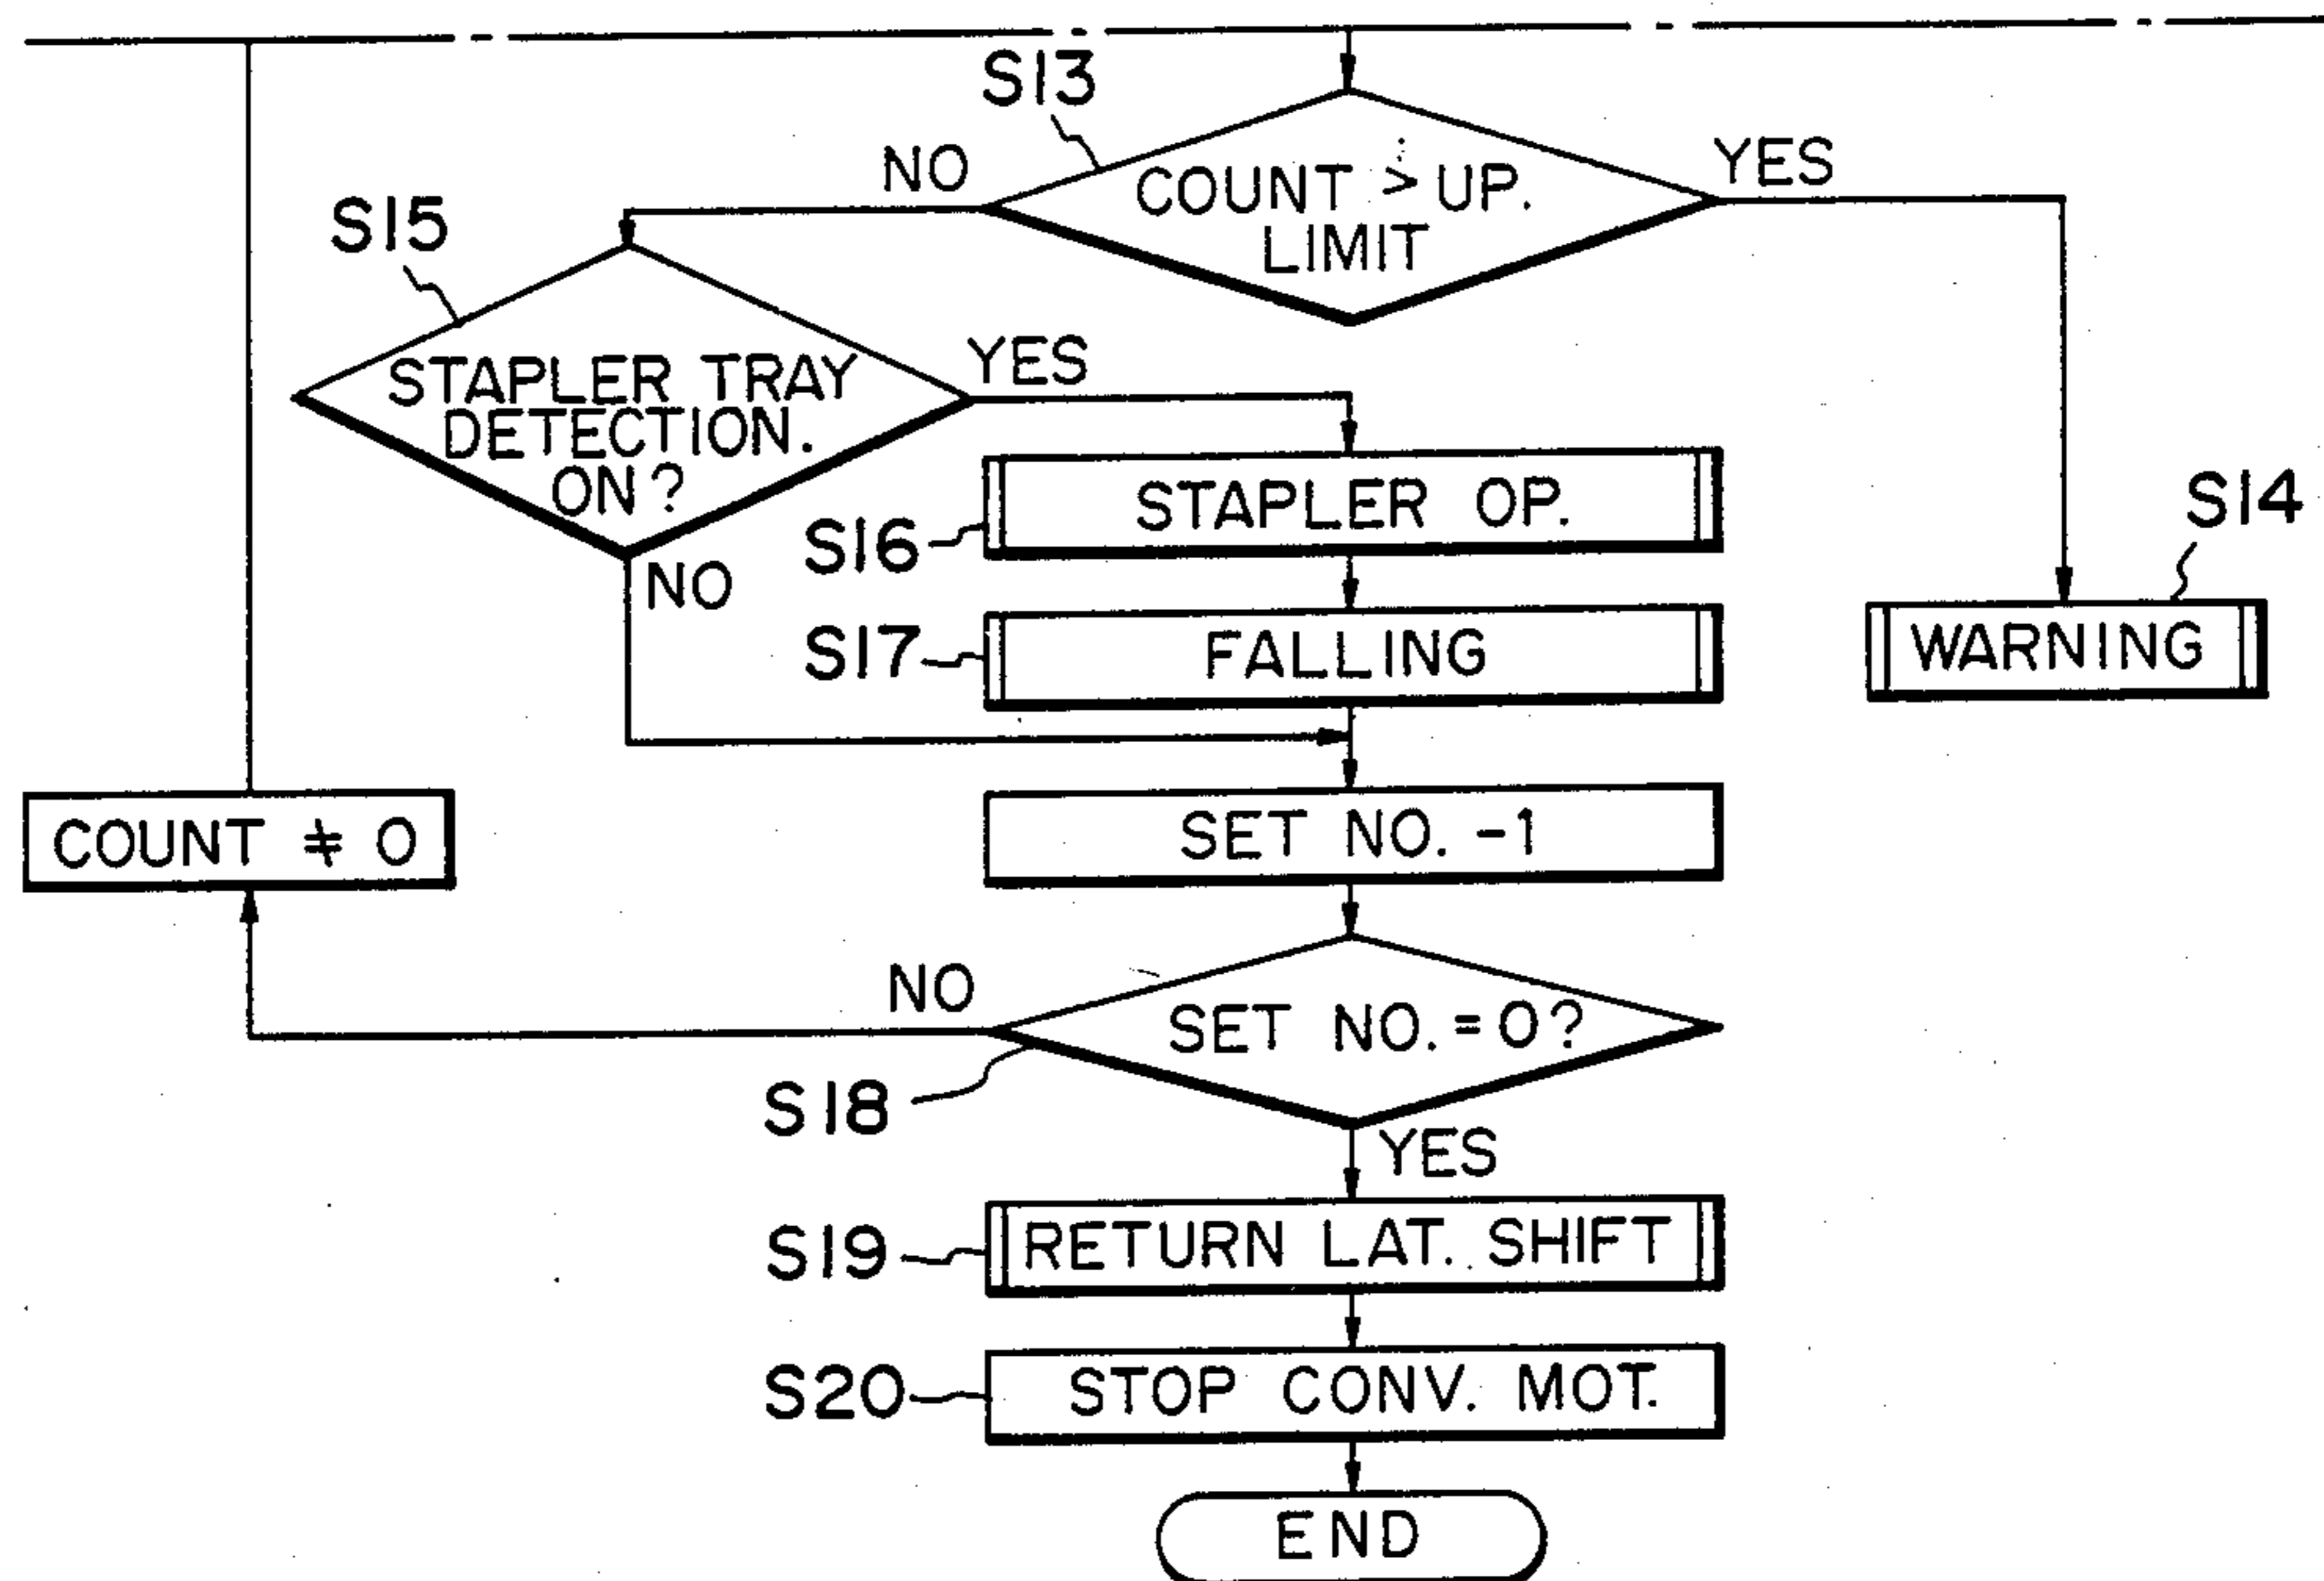 S13
NO
COUNT > UP.
LIMIT
YES
S15
STAPLER TRAY
DETECTION.
ON?
YES
NO
S16
STAPLER OP.
S14
WARNING
S17
FALLING
SET NO. -1
COUNT ≠ 0
NO
SET NO. = 0?
S18
YES
S19
RETURN LAT. SHIFT
S20
STOP CONV. MOT.
END